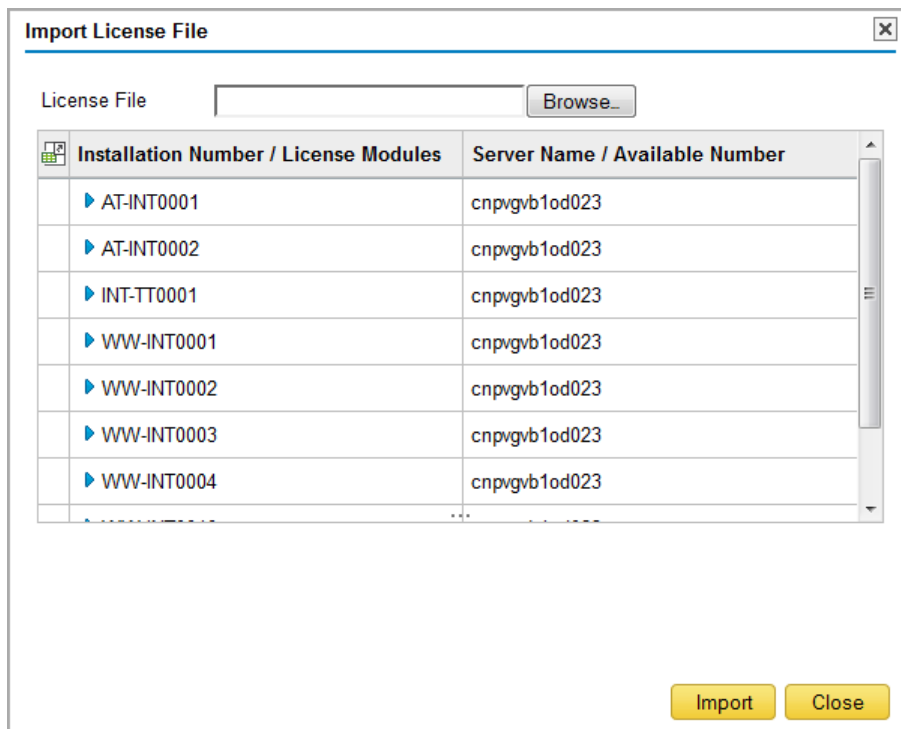 Import License File
License File Browse...
Installation Number / License Modules Server Name / Available Number
AT-INT0001 cnpvgvb1od023
AT-INT0002 cnpvgvb1od023
INT-TT0001 cnpvgvb1od023
WW-INT0001 cnpvgvb1od023
WW-INT0002 cnpvgvb1od023
WW-INT0003 cnpvgvb1od023
WW-INT0004 cnpvgvb1od023
Import Close